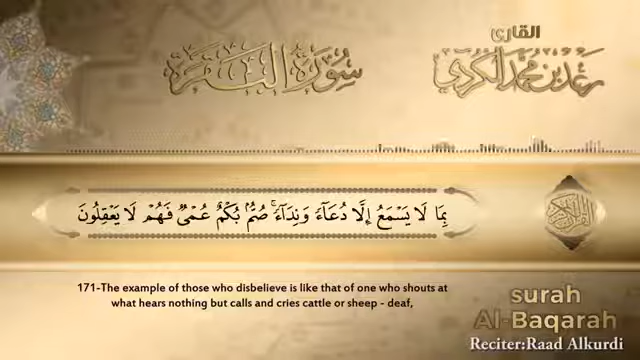 القارئ
رعد بن محمد الكردي
سورة البقرة
بِمَا لَا يَسْمَعُ إِلَّا دُعَآءً وَنِدَآءً ۚ صُمٌّۢ بُكْمٌ عُمْىٌ فَهُمْ لَا يَعْقِلُونَ
171-The example of those who disbelieve is like that of one who shouts at
what hears nothing but calls and cries cattle or sheep - deaf,
surah
Al-Baqarah
Reciter:Raad Alkurdi